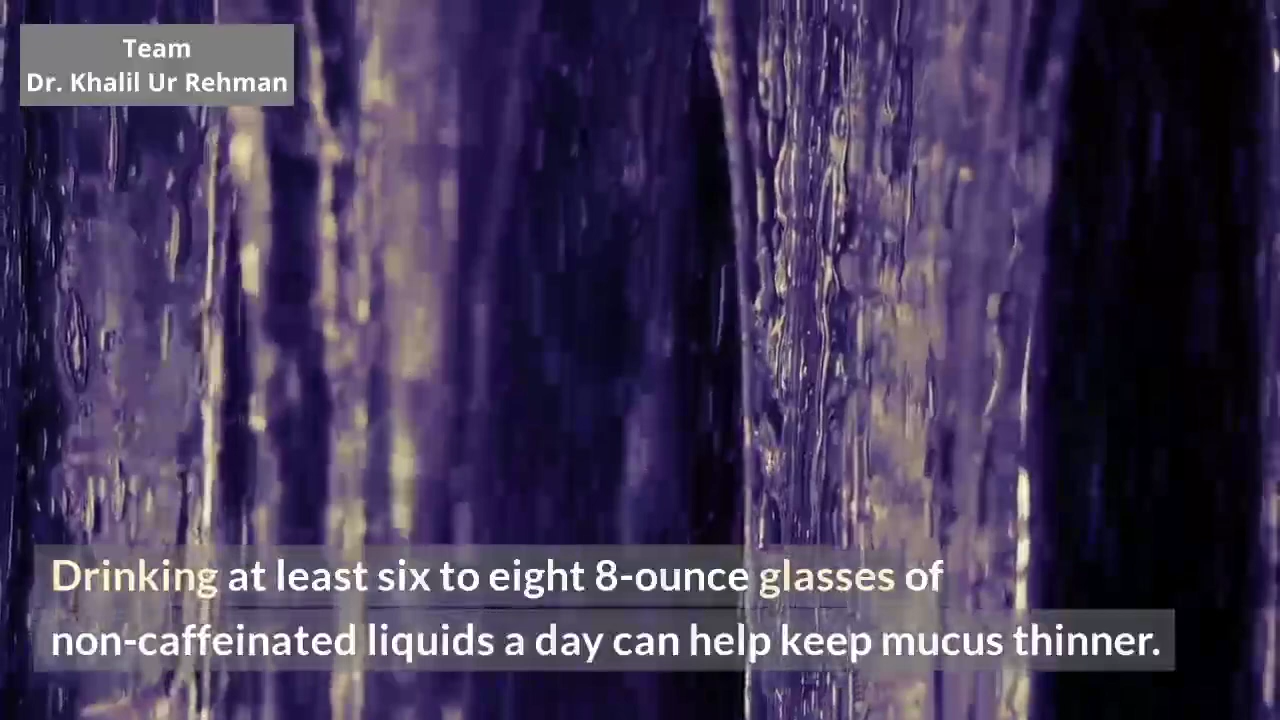 Team
Dr. Khalil Ur Rehman
Drinking at least six to eight 8-ounce glasses of
non-caffeinated liquids a day can help keep mucus thinner.